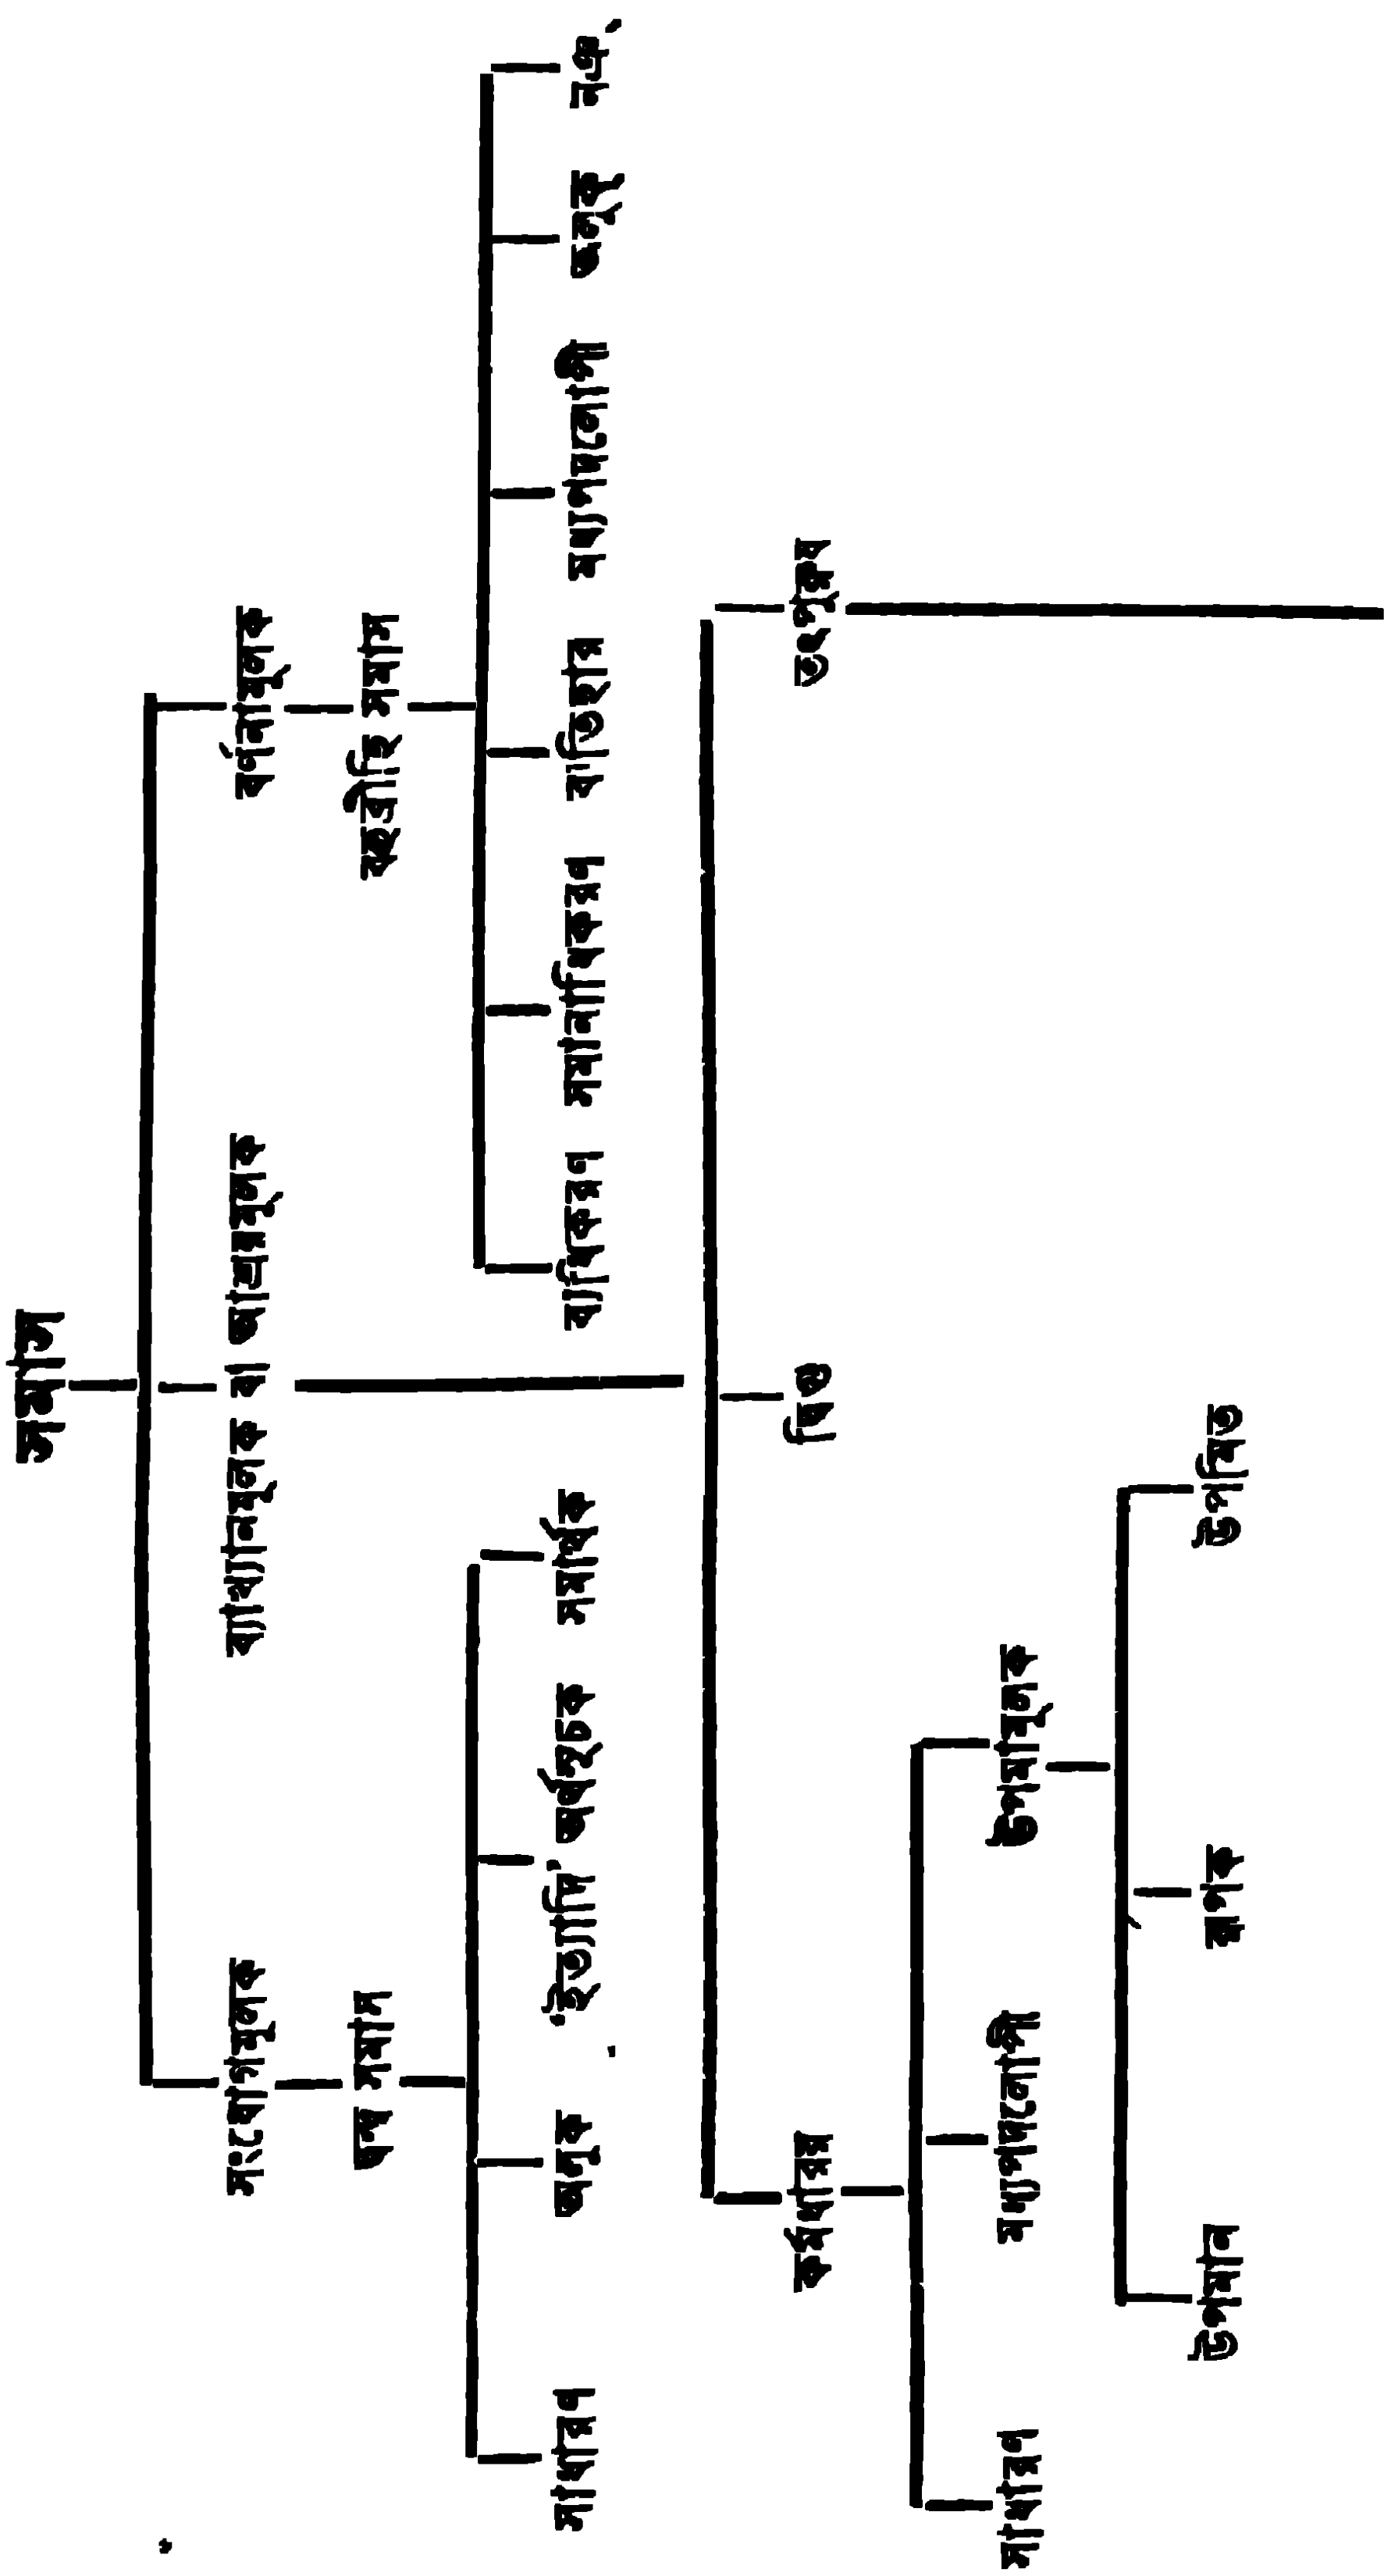 সমাস
সংযোগমূলক ব্যাখ্যানমূলক বা আশ্রয়মূলক বর্ণনামূলক
দ্বন্দ্ব সমাস বহুব্রীহি সমাস
সাধারণ অলুক ‘ইত্যাদি’ অর্থসূচক সমার্থক ব্যধিকরণ সমানাধিকরণ ব্যতিহার মধ্যপদলোপী অলুক্ নঞ্
কর্মধারয় দ্বিগু তৎপুরুষ
সাধারণ মধ্যপদলোপী উপমামূলক
উপমান রূপক উপমিত